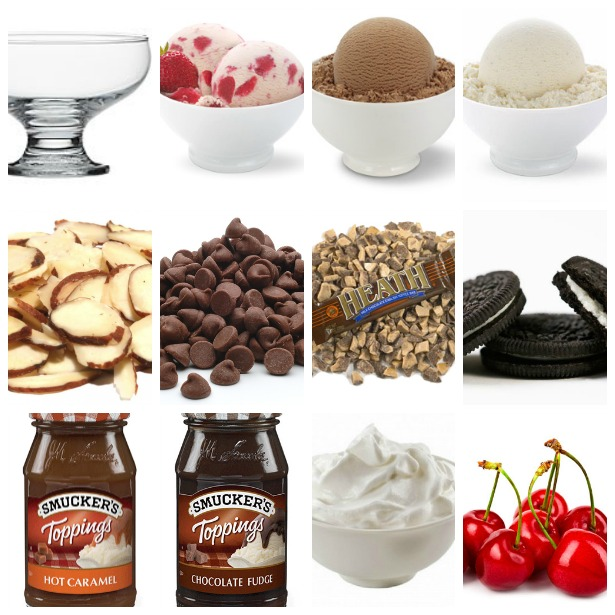 HEATH
SMUCKER'S
Toppings
HOT CARAMEL
SMUCKER'S
Toppings
CHOCOLATE FUDGE